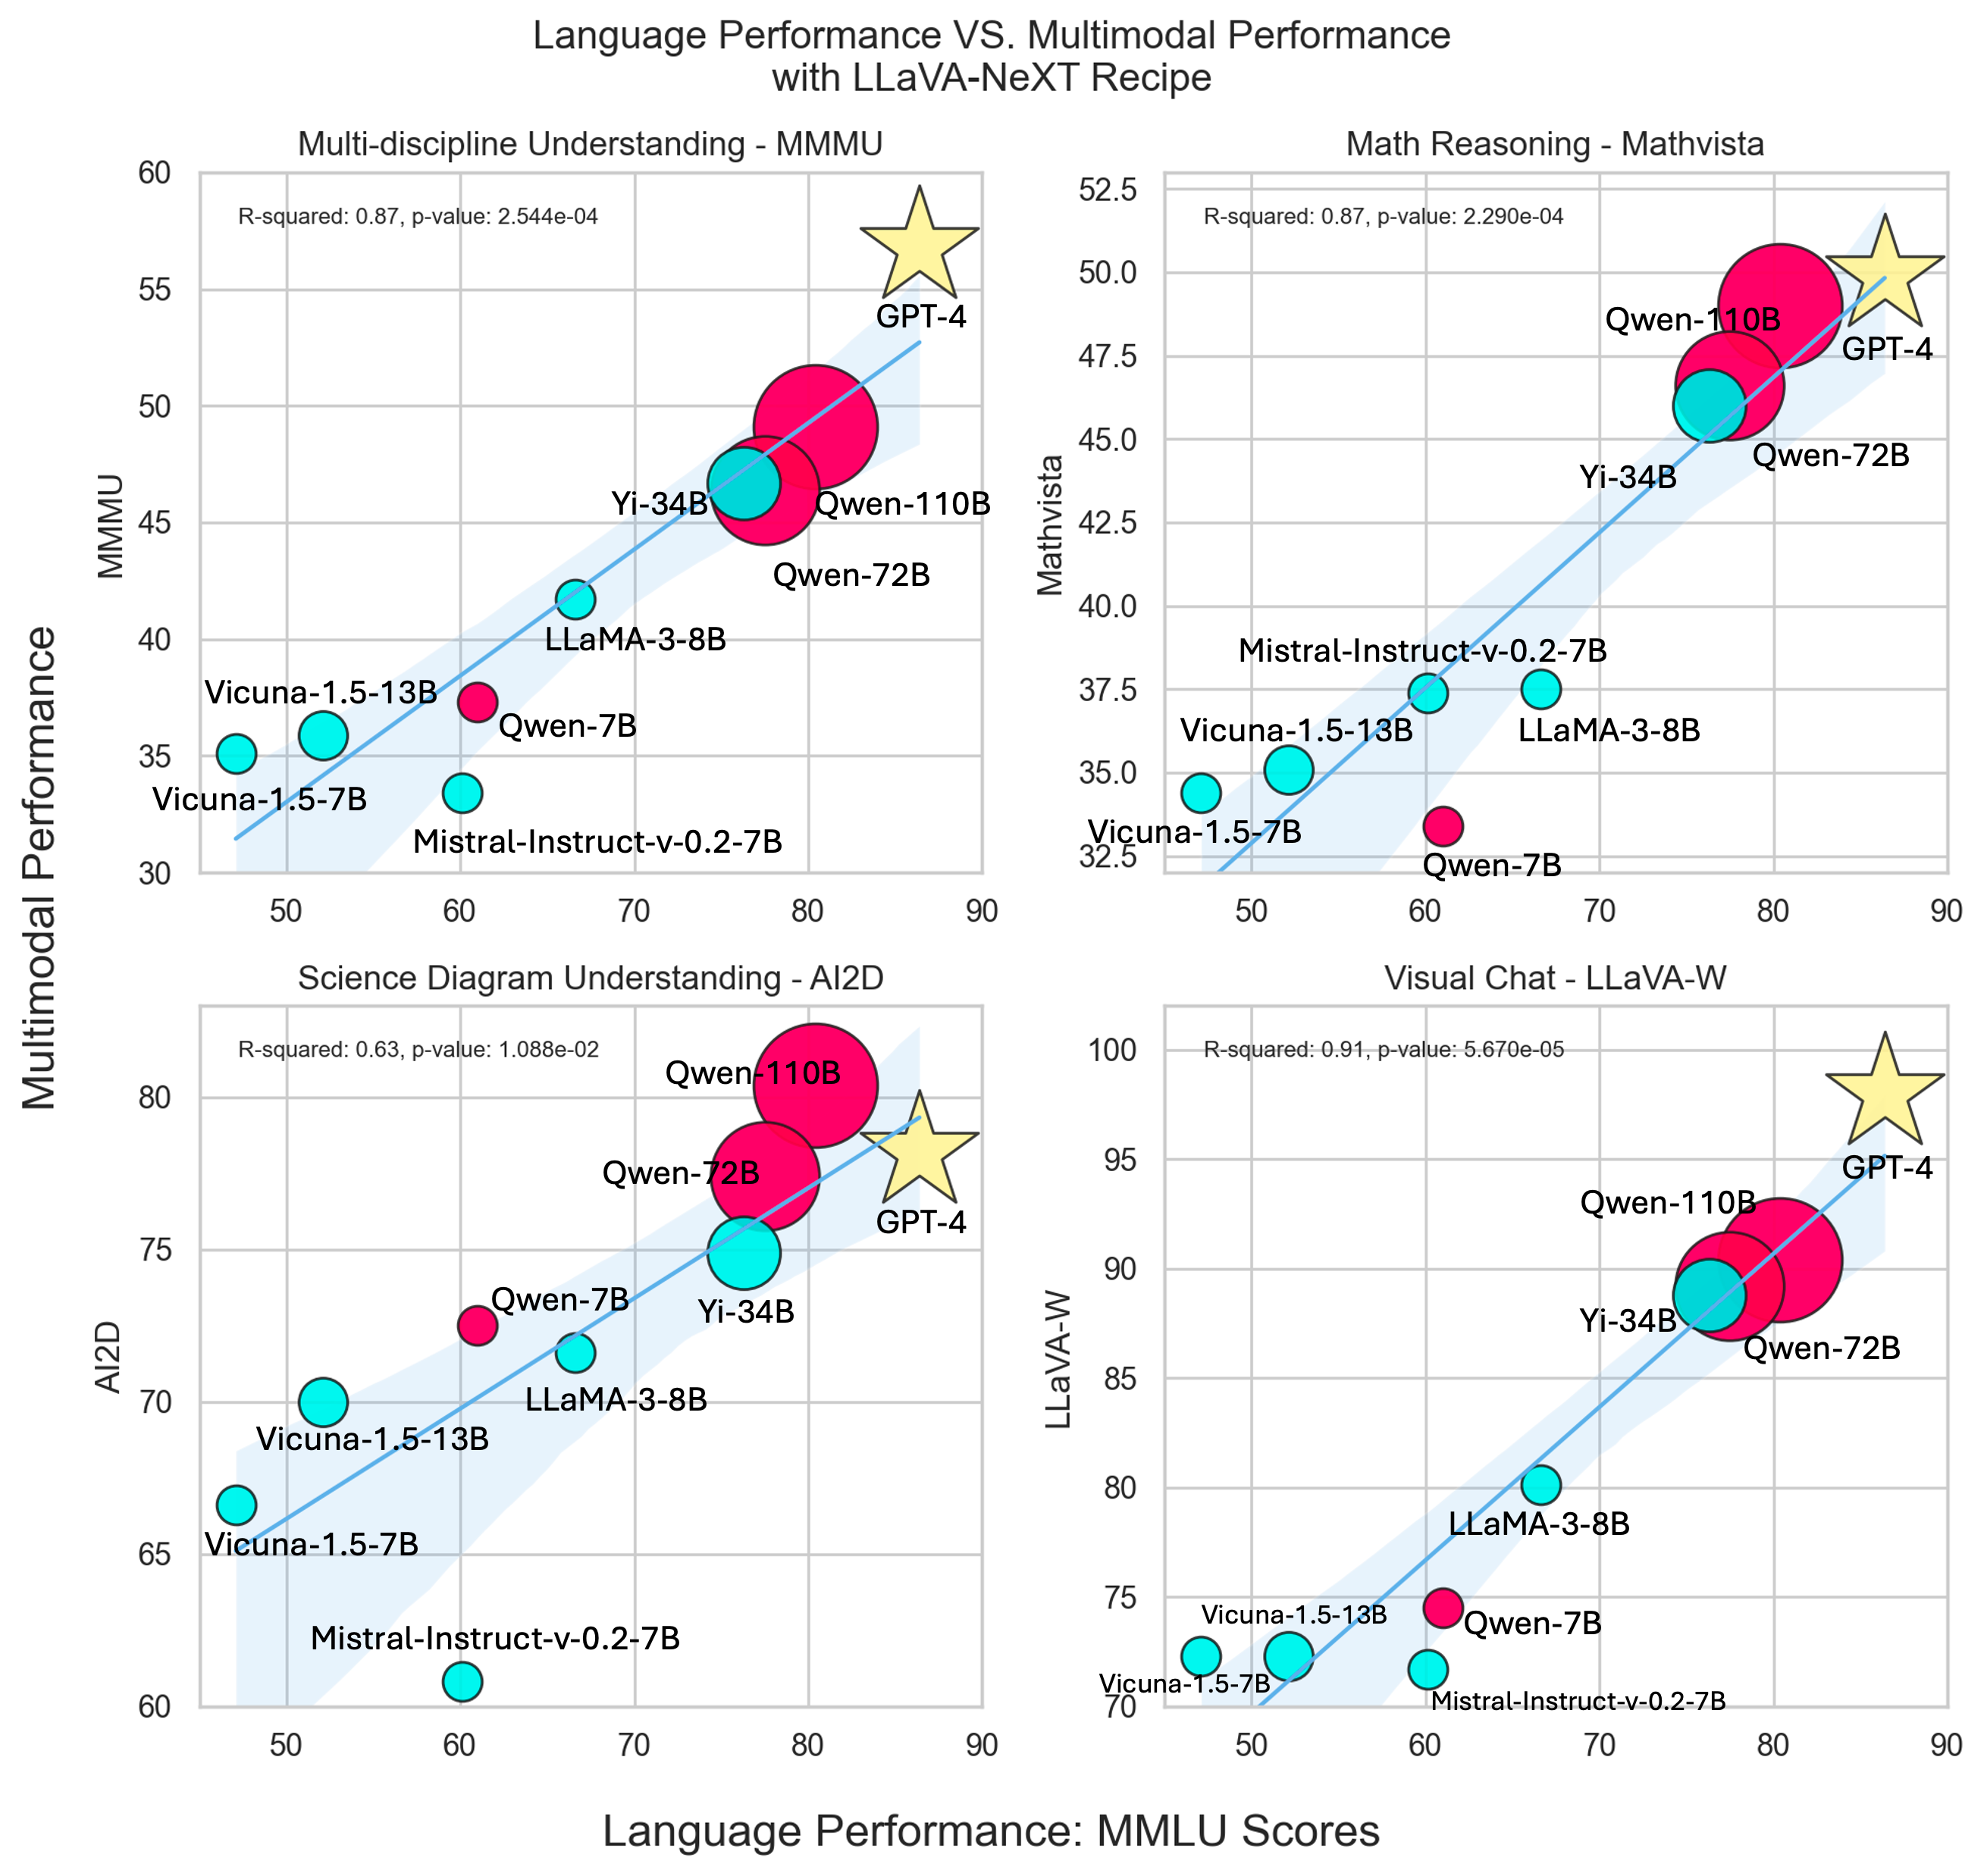 Language Performance VS. Multimodal Performance
with LLaVA-NeXT Recipe
Multimodal Performance
Multi-discipline Understanding - MMMU
R-squared: 0.87, p-value: 2.544e-04
MMMU
60
55
50
45
40
35
30
GPT-4
Yi-34B
Qwen-110B
Qwen-72B
LLaMA-3-8B
Vicuna-1.5-13B
Qwen-7B
Vicuna-1.5-7B
Mistral-Instruct-v-0.2-7B
50 60 70 80 90
Math Reasoning - Mathvista
R-squared: 0.87, p-value: 2.290e-04
Mathvista
52.5
50.0
47.5
45.0
42.5
40.0
37.5
35.0
32.5
Qwen-110B
GPT-4
Qwen-72B
Yi-34B
Mistral-Instruct-v-0.2-7B
Vicuna-1.5-13B
LLaMA-3-8B
Vicuna-1.5-7B
Qwen-7B
50 60 70 80 90
Science Diagram Understanding - AI2D
R-squared: 0.63, p-value: 1.088e-02
AI2D
80
75
70
65
60
Qwen-110B
Qwen-72B
GPT-4
Qwen-7B
Yi-34B
LLaMA-3-8B
Vicuna-1.5-13B
Vicuna-1.5-7B
Mistral-Instruct-v-0.2-7B
50 60 70 80 90
Visual Chat - LLaVA-W
R-squared: 0.91, p-value: 5.670e-05
LLaVA-W
100
95
90
85
80
75
70
GPT-4
Qwen-110B
Yi-34B
Qwen-72B
LLaMA-3-8B
Vicuna-1.5-13B
Qwen-7B
Vicuna-1.5-7B
Mistral-Instruct-v-0.2-7B
50 60 70 80 90
Language Performance: MMLU Scores